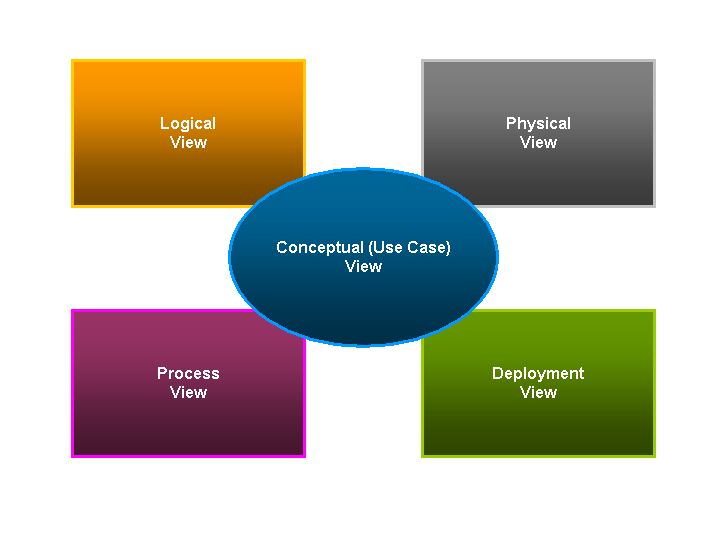 Logical
View
Physical
View
Conceptual (Use Case)
View
Process
View
Deployment
View